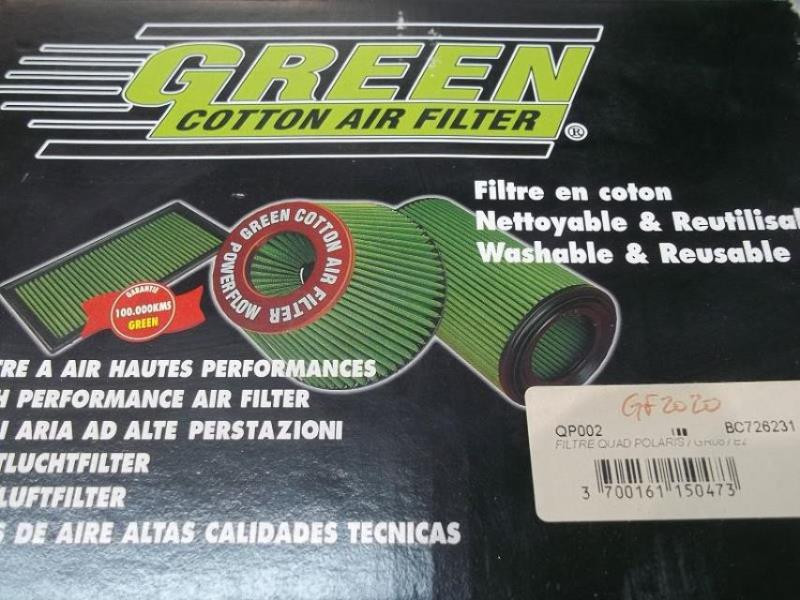 GREEN
COTTON AIR FILTER
®
Filtre en coton
Nettoyable & Reutilisal
Washable & Reusable
GREEN COTTON AIR FILTER
POWERFLOW
GARANTIE
100.000KMS
GREEN
TRE A AIR HAUTES PERFORMANCES
H PERFORMANCE AIR FILTER
I ARIA AD ALTE PERSTAZIONI
TLUCHTFILTER
LUFTFILTER
S DE AIRE ALTAS CALIDADES TECNICAS
GF2020
QP002 BC726231
FILTRE QUAD POLARIS /
3 700161 150473